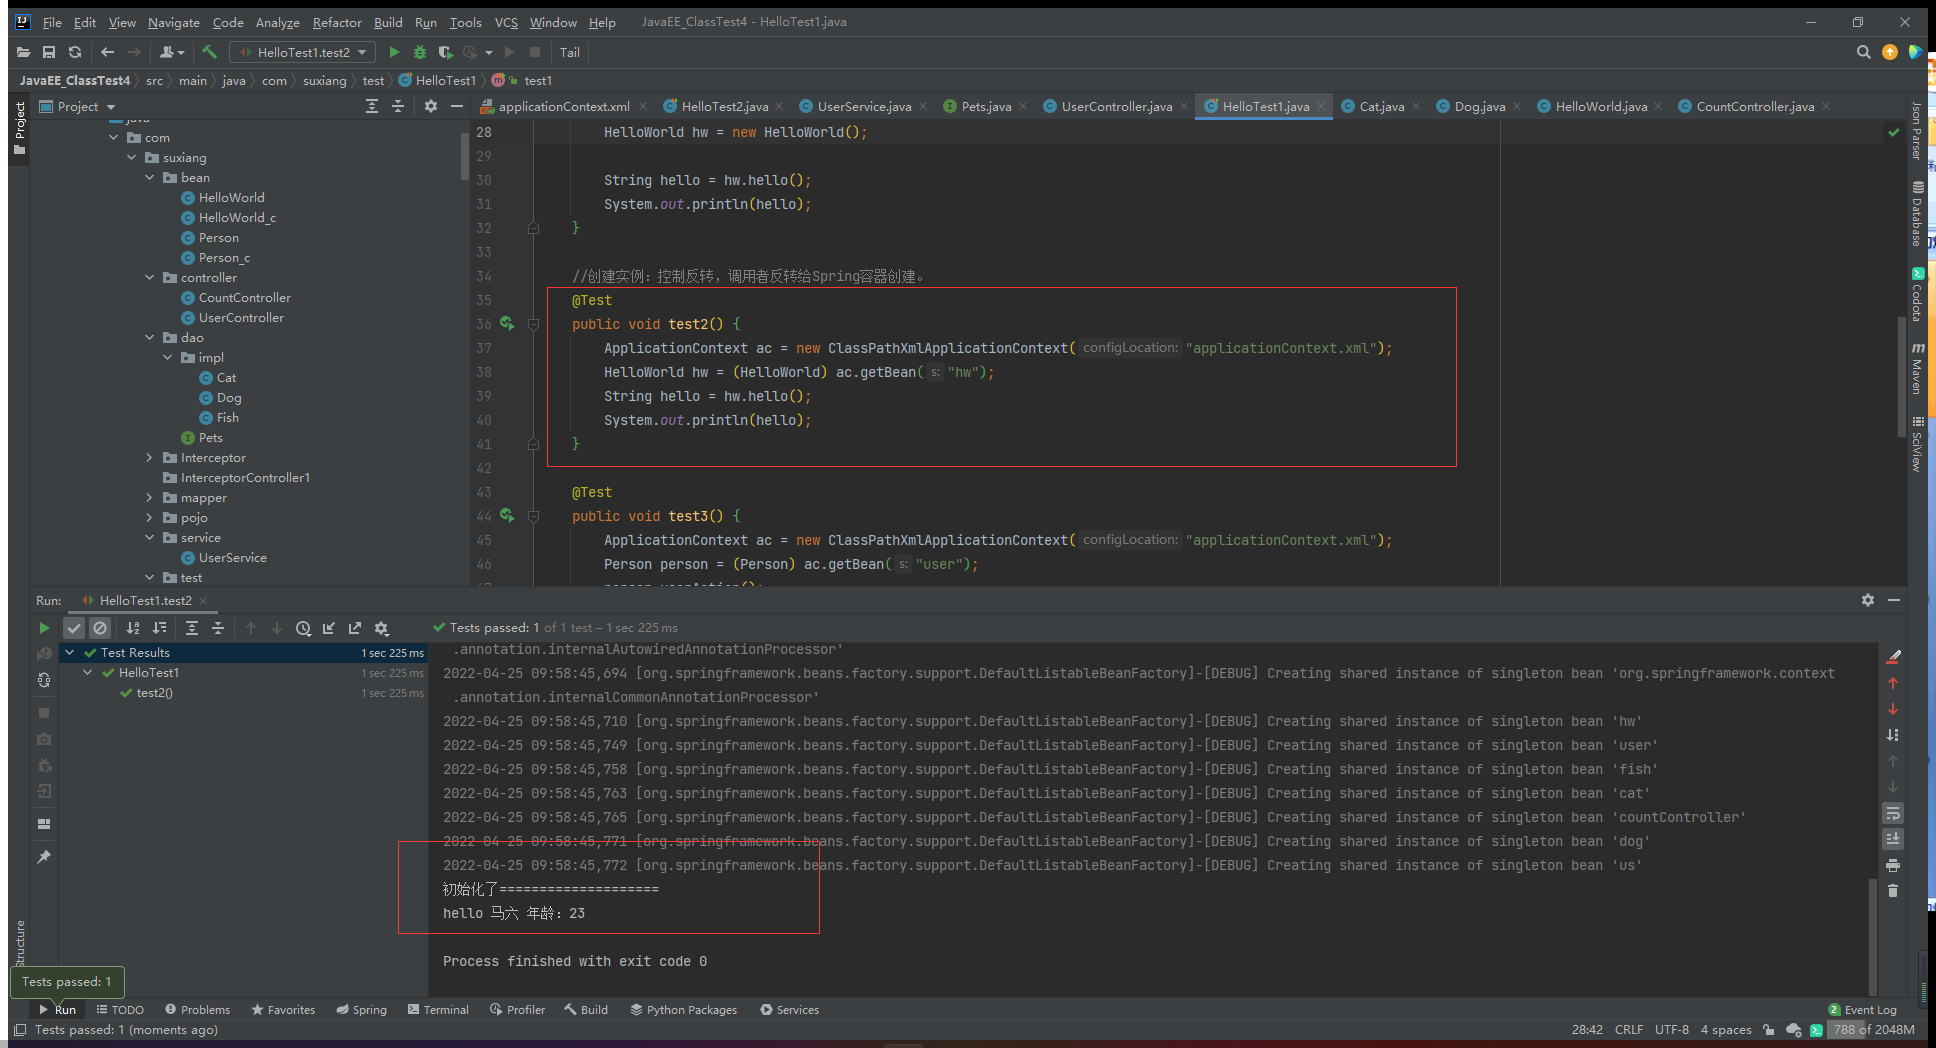 File Edit View Navigate Code Analyze Refactor Build Run Tools VCS Window Help JavaEE_ClassTest4 - HelloTest1.java
HelloTest1.test2 Tail
JavaEE_ClassTest4 src main java com suxiang test HelloTest1 test1
Project
Project
applicationContext.xml HelloTest2.java UserService.java Pets.java UserController.java HelloTest1.java Cat.java Dog.java HelloWorld.java CountController.java
java
com
suxiang
bean
HelloWorld
HelloWorld_c
Person
Person_c
controller
CountController
UserController
dao
impl
Cat
Dog
Fish
Pets
Interceptor
InterceptorController1
mapper
pojo
service
UserService
test
28 HelloWorld hw = new HelloWorld();
29
30 String hello = hw.hello();
31 System.out.println(hello);
32 }
33
34 //创建实例：控制反转，调用者反转给Spring容器创建。
35 @Test
36 public void test2() {
37 ApplicationContext ac = new ClassPathXmlApplicationContext( configLocation: "applicationContext.xml");
38 HelloWorld hw = (HelloWorld) ac.getBean( s: "hw");
39 String hello = hw.hello();
40 System.out.println(hello);
41 }
42
43 @Test
44 public void test3() {
45 ApplicationContext ac = new ClassPathXmlApplicationContext( configLocation: "applicationContext.xml");
46 Person person = (Person) ac.getBean( s: "user");
Json Parser
Database
Codota
Maven
SciView
Run: HelloTest1.test2
Tests passed: 1 of 1 test – 1 sec 225 ms
Test Results 1 sec 225 ms
HelloTest1 1 sec 225 ms
test2() 1 sec 225 ms
.annotation.internalAutowiredAnnotationProcessor'
2022-04-25 09:58:45,694 [org.springframework.beans.factory.support.DefaultListableBeanFactory]-[DEBUG] Creating shared instance of singleton bean 'org.springframework.context
.annotation.internalCommonAnnotationProcessor'
2022-04-25 09:58:45,710 [org.springframework.beans.factory.support.DefaultListableBeanFactory]-[DEBUG] Creating shared instance of singleton bean 'hw'
2022-04-25 09:58:45,749 [org.springframework.beans.factory.support.DefaultListableBeanFactory]-[DEBUG] Creating shared instance of singleton bean 'user'
2022-04-25 09:58:45,758 [org.springframework.beans.factory.support.DefaultListableBeanFactory]-[DEBUG] Creating shared instance of singleton bean 'fish'
2022-04-25 09:58:45,763 [org.springframework.beans.factory.support.DefaultListableBeanFactory]-[DEBUG] Creating shared instance of singleton bean 'cat'
2022-04-25 09:58:45,765 [org.springframework.beans.factory.support.DefaultListableBeanFactory]-[DEBUG] Creating shared instance of singleton bean 'countController'
2022-04-25 09:58:45,771 [org.springframework.beans.factory.support.DefaultListableBeanFactory]-[DEBUG] Creating shared instance of singleton bean 'dog'
2022-04-25 09:58:45,772 [org.springframework.beans.factory.support.DefaultListableBeanFactory]-[DEBUG] Creating shared instance of singleton bean 'us'
初始化了====================
hello 马六 年龄：23
Process finished with exit code 0
Structure
Tests passed: 1
Run TODO Problems Favorites Spring Terminal Profiler Build Python Packages Services 2 Event Log
Tests passed: 1 (moments ago) 28:42 CRLF UTF-8 4 spaces 788 of 2048M